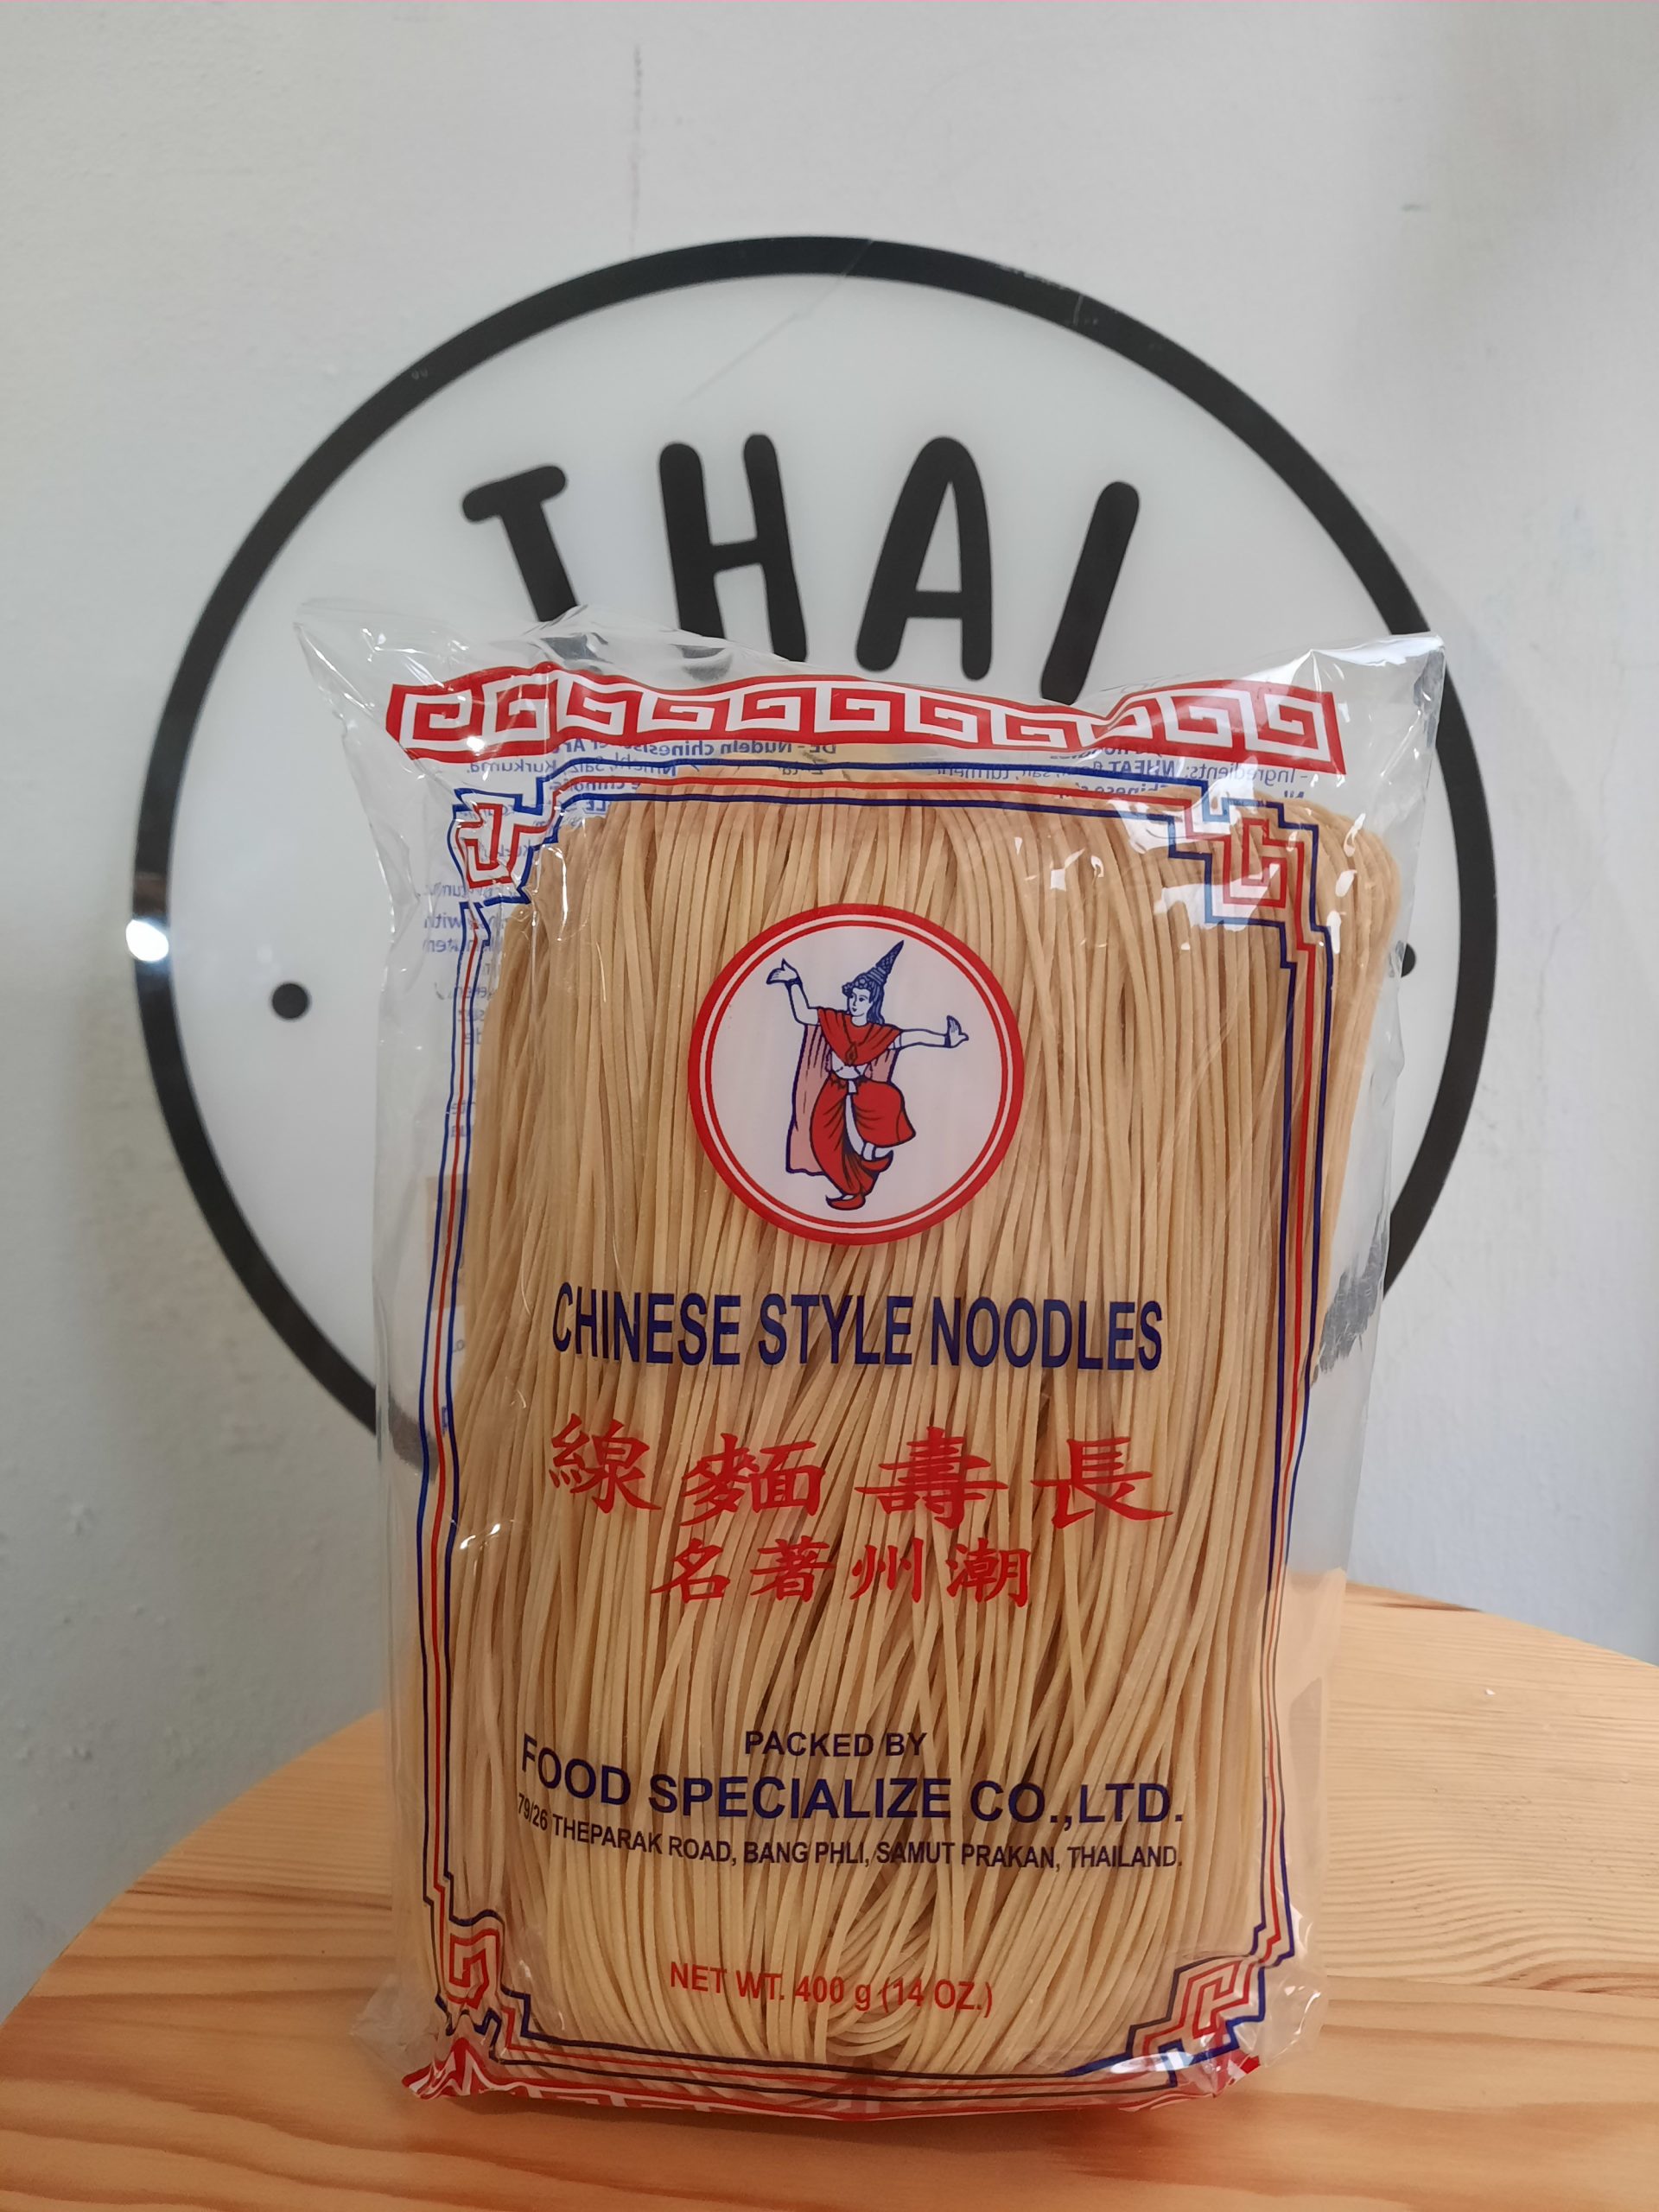 THAI
CHINESE STYLE NOODLES
線麵壽長
名著州潮
PACKED BY
FOOD SPECIALIZE CO.,LTD.
79/26 THEPARAK ROAD, BANG PHLI, SAMUT PRAKAN, THAILAND.
NET WT. 400 g (14 OZ.)